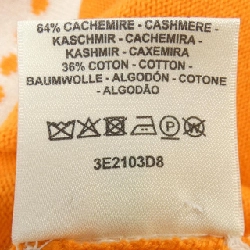 64% CACHEMIRE - CASHMERE -
KASCHMIR - CACHEMIRA -
KASHMIR - CAXEMIRA
36% COTON - COTTON -
BAUMWOLLE - ALGODÓN - COTONE
- ALGODÃO
3E2103D8